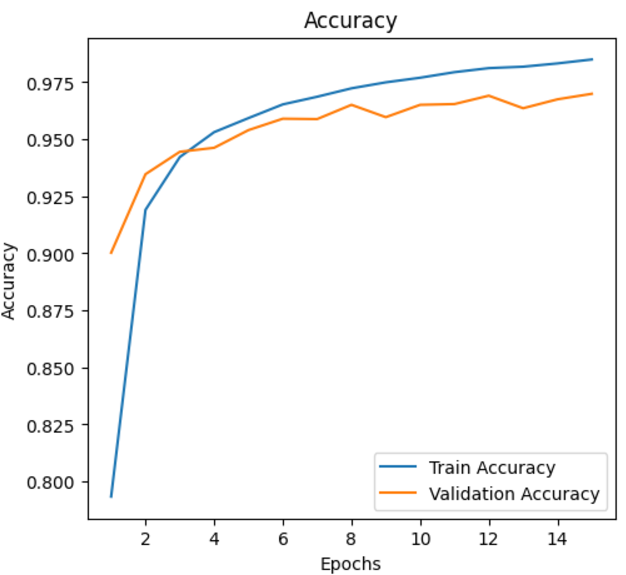 Accuracy
0.975
0.950
0.925
0.900
0.875
0.850
0.825
0.800
Accuracy
Train Accuracy
Validation Accuracy
2 4 6 8 10 12 14
Epochs